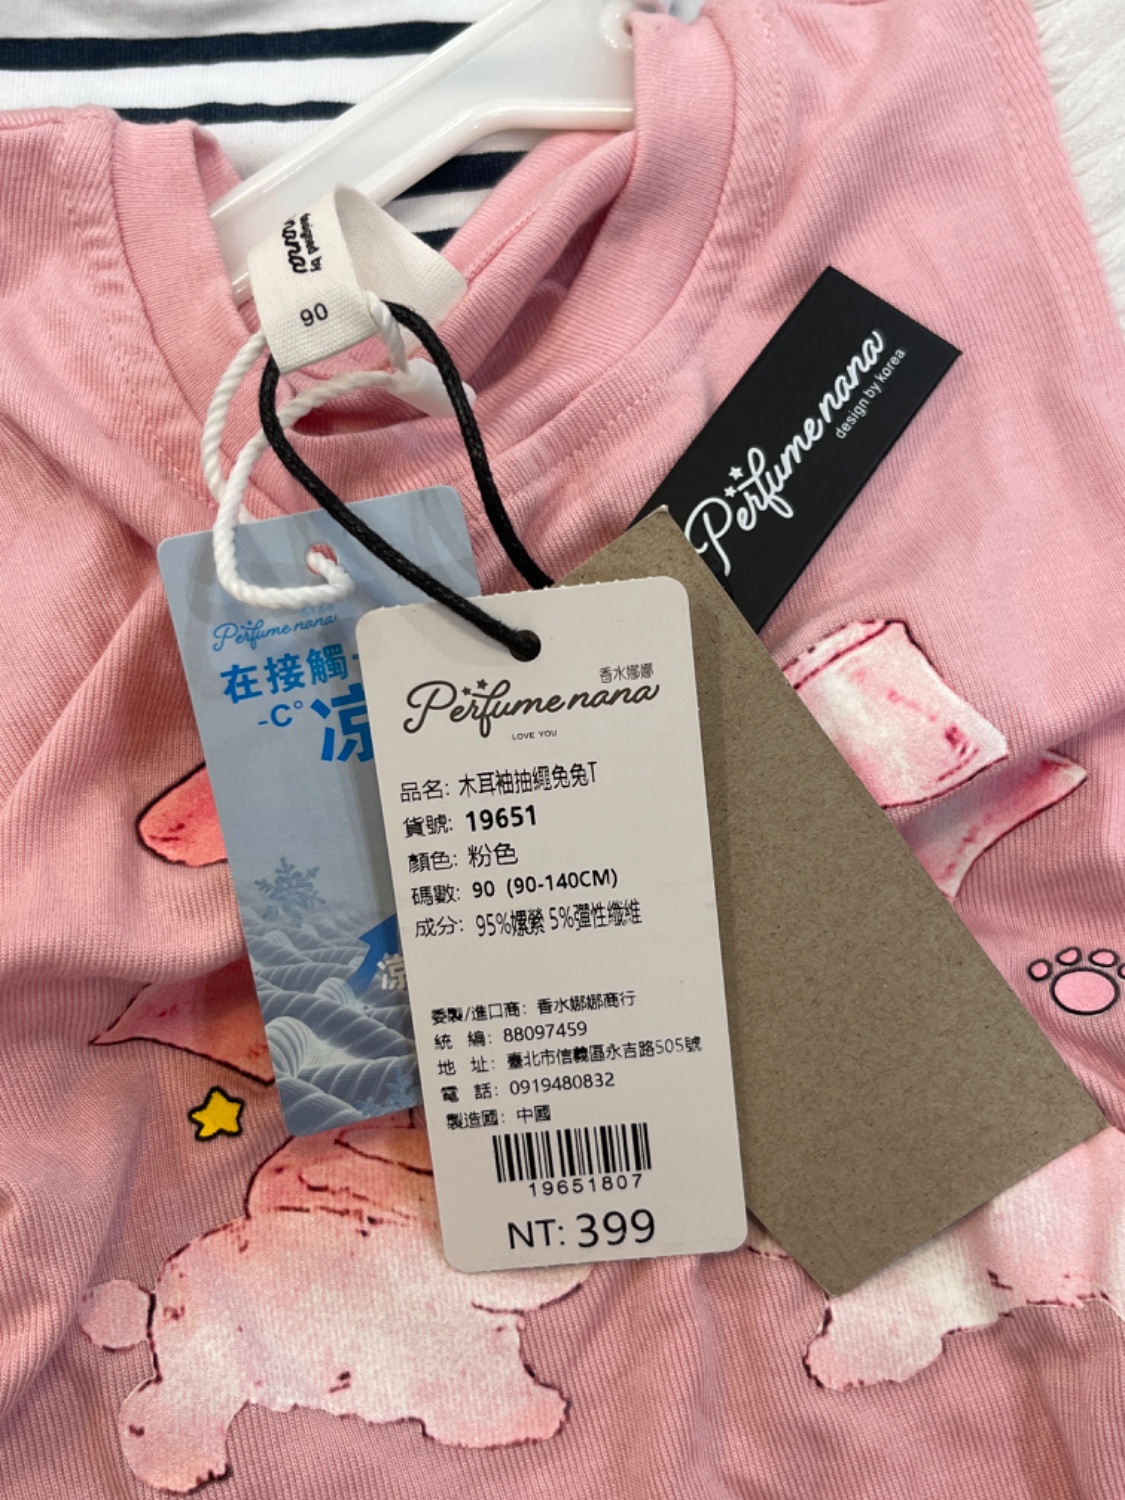 90
Perfume nana
design by korea
Perfume nana
在接觸
-C°
涼
涼
香水娜娜
Perfume nana
LOVE YOU
品名: 木耳袖抽繩兔兔T
貨號: 19651
顏色: 粉色
碼數: 90 (90-140CM)
成分: 95%嫘縈 5%彈性纖維
委製/進口商: 香水娜娜商行
統 編: 88097459
地 址: 臺北市信義區永吉路505號
電 話: 0919480832
製造國: 中國
19651807
NT: 399